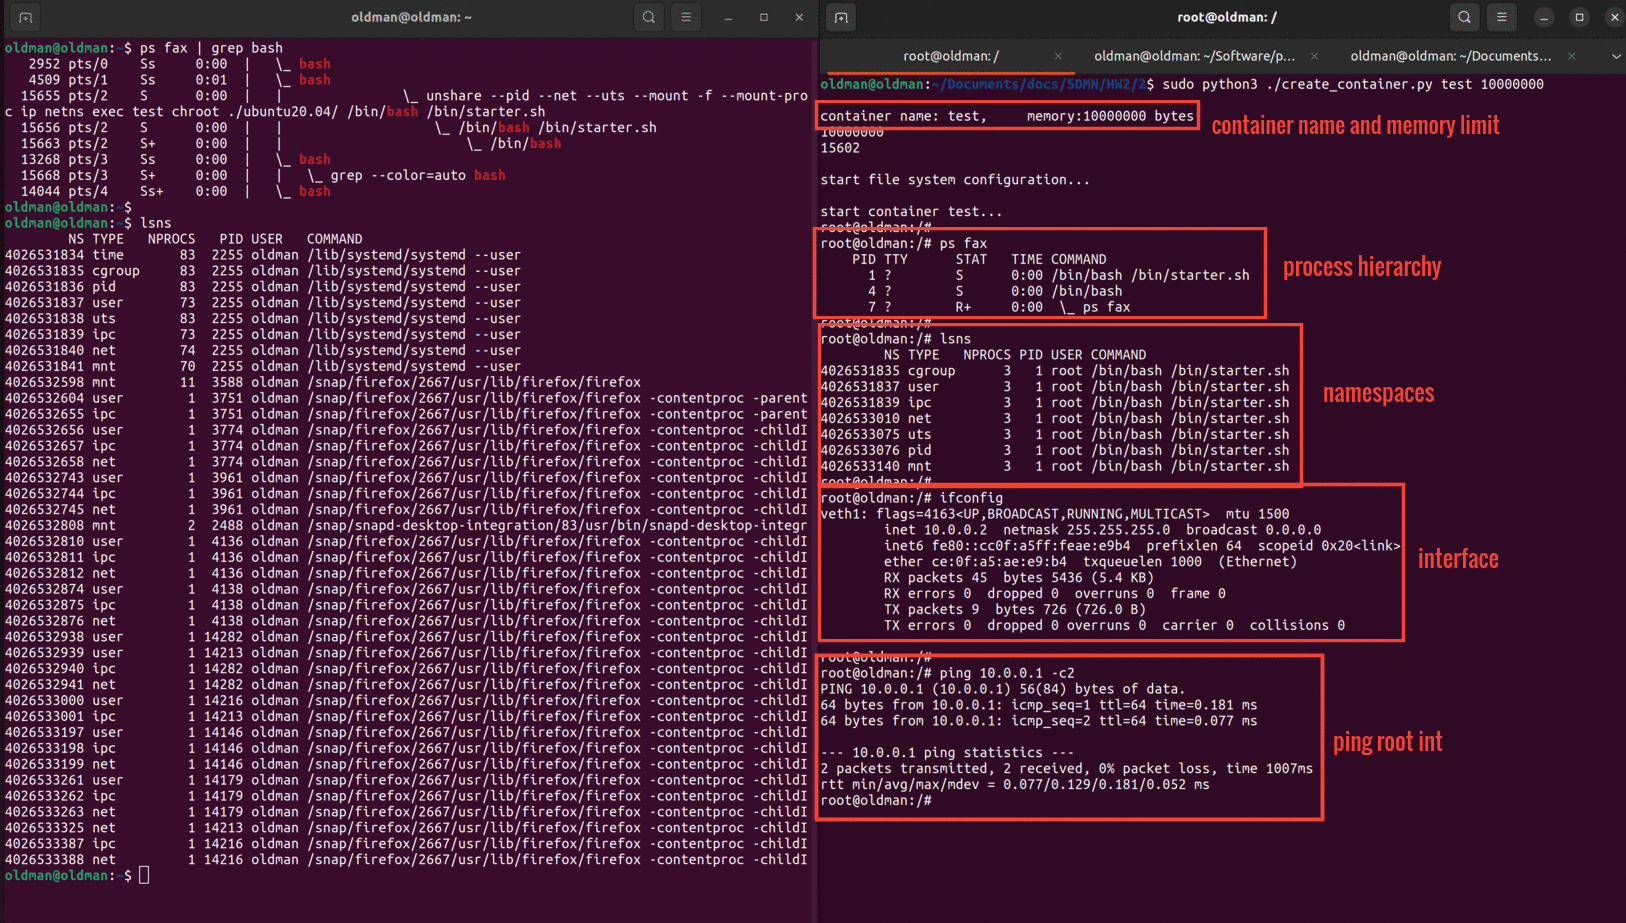 oldman@oldman: ~
oldman@oldman:~$ ps fax | grep bash
   2952 pts/0    Ss     0:00  |   \_ bash
   4509 pts/1    Ss     0:01  |   \_ bash
  15655 pts/2    S      0:00  |   |               \_ unshare --pid --net --uts --mount -f --mount-pro
c ip netns exec test chroot ./ubuntu20.04/ /bin/bash /bin/starter.sh
  15656 pts/2    S      0:00  |   |                   \_ /bin/bash /bin/starter.sh
  15663 pts/2    S+     0:00  |   |                       \_ /bin/bash
  13268 pts/3    Ss     0:00  |   \_ bash
  15668 pts/3    S+     0:00  |   |   \_ grep --color=auto bash
  14044 pts/4    Ss+    0:00  |   \_ bash
oldman@oldman:~$
oldman@oldman:~$ lsns
        NS TYPE   NPROCS   PID USER   COMMAND
4026531834 time       83  2255 oldman /lib/systemd/systemd --user
4026531835 cgroup     83  2255 oldman /lib/systemd/systemd --user
4026531836 pid        83  2255 oldman /lib/systemd/systemd --user
4026531837 user       73  2255 oldman /lib/systemd/systemd --user
4026531838 uts        83  2255 oldman /lib/systemd/systemd --user
4026531839 ipc        73  2255 oldman /lib/systemd/systemd --user
4026531840 net        74  2255 oldman /lib/systemd/systemd --user
4026531841 mnt        70  2255 oldman /lib/systemd/systemd --user
4026532598 mnt        11  3588 oldman /snap/firefox/2667/usr/lib/firefox/firefox
4026532604 user        1  3751 oldman /snap/firefox/2667/usr/lib/firefox/firefox -contentproc -parent
4026532655 ipc         1  3751 oldman /snap/firefox/2667/usr/lib/firefox/firefox -contentproc -parent
4026532656 user        1  3774 oldman /snap/firefox/2667/usr/lib/firefox/firefox -contentproc -childI
4026532657 ipc         1  3774 oldman /snap/firefox/2667/usr/lib/firefox/firefox -contentproc -childI
4026532658 net         1  3774 oldman /snap/firefox/2667/usr/lib/firefox/firefox -contentproc -childI
4026532743 user        1  3961 oldman /snap/firefox/2667/usr/lib/firefox/firefox -contentproc -childI
4026532744 ipc         1  3961 oldman /snap/firefox/2667/usr/lib/firefox/firefox -contentproc -childI
4026532745 net         1  3961 oldman /snap/firefox/2667/usr/lib/firefox/firefox -contentproc -childI
4026532808 mnt         2  2488 oldman /snap/snapd-desktop-integration/83/usr/bin/snapd-desktop-integr
4026532810 user        1  4136 oldman /snap/firefox/2667/usr/lib/firefox/firefox -contentproc -childI
4026532811 ipc         1  4136 oldman /snap/firefox/2667/usr/lib/firefox/firefox -contentproc -childI
4026532812 net         1  4136 oldman /snap/firefox/2667/usr/lib/firefox/firefox -contentproc -childI
4026532874 user        1  4138 oldman /snap/firefox/2667/usr/lib/firefox/firefox -contentproc -childI
4026532875 ipc         1  4138 oldman /snap/firefox/2667/usr/lib/firefox/firefox -contentproc -childI
4026532876 net         1  4138 oldman /snap/firefox/2667/usr/lib/firefox/firefox -contentproc -childI
4026532938 user        1 14282 oldman /snap/firefox/2667/usr/lib/firefox/firefox -contentproc -childI
4026532939 user        1 14213 oldman /snap/firefox/2667/usr/lib/firefox/firefox -contentproc -childI
4026532940 ipc         1 14282 oldman /snap/firefox/2667/usr/lib/firefox/firefox -contentproc -childI
4026532941 net         1 14282 oldman /snap/firefox/2667/usr/lib/firefox/firefox -contentproc -childI
4026533000 user        1 14216 oldman /snap/firefox/2667/usr/lib/firefox/firefox -contentproc -childI
4026533001 ipc         1 14213 oldman /snap/firefox/2667/usr/lib/firefox/firefox -contentproc -childI
4026533197 user        1 14146 oldman /snap/firefox/2667/usr/lib/firefox/firefox -contentproc -childI
4026533198 ipc         1 14146 oldman /snap/firefox/2667/usr/lib/firefox/firefox -contentproc -childI
4026533199 net         1 14146 oldman /snap/firefox/2667/usr/lib/firefox/firefox -contentproc -childI
4026533261 user        1 14179 oldman /snap/firefox/2667/usr/lib/firefox/firefox -contentproc -childI
4026533262 ipc         1 14179 oldman /snap/firefox/2667/usr/lib/firefox/firefox -contentproc -childI
4026533263 net         1 14179 oldman /snap/firefox/2667/usr/lib/firefox/firefox -contentproc -childI
4026533325 net         1 14213 oldman /snap/firefox/2667/usr/lib/firefox/firefox -contentproc -childI
4026533387 ipc         1 14216 oldman /snap/firefox/2667/usr/lib/firefox/firefox -contentproc -childI
4026533388 net         1 14216 oldman /snap/firefox/2667/usr/lib/firefox/firefox -contentproc -childI
oldman@oldman:~$
root@oldman: /
root@oldman: /
oldman@oldman: ~/Software/p...
oldman@oldman: ~/Documents...
oldman@oldman:~/Documents/docs/SDMN/HW2/2$ sudo python3 ./create_container.py test 10000000
container name: test,     memory:10000000 bytes
container name and memory limit
10000000
15602
start file system configuration...
start container test...
root@oldman:/#
root@oldman:/# ps fax
    PID TTY      STAT   TIME COMMAND
      1 ?        S      0:00 /bin/bash /bin/starter.sh
      4 ?        S      0:00 /bin/bash
      7 ?        R+     0:00  \_ ps fax
process hierarchy
root@oldman:/#
root@oldman:/# lsns
        NS TYPE   NPROCS PID USER COMMAND
4026531835 cgroup      3   1 root /bin/bash /bin/starter.sh
4026531837 user        3   1 root /bin/bash /bin/starter.sh
4026531839 ipc         3   1 root /bin/bash /bin/starter.sh
4026533010 net         3   1 root /bin/bash /bin/starter.sh
4026533075 uts         3   1 root /bin/bash /bin/starter.sh
4026533076 pid         3   1 root /bin/bash /bin/starter.sh
4026533140 mnt         3   1 root /bin/bash /bin/starter.sh
namespaces
root@oldman:/#
root@oldman:/# ifconfig
veth1: flags=4163<UP,BROADCAST,RUNNING,MULTICAST>  mtu 1500
        inet 10.0.0.2  netmask 255.255.255.0  broadcast 0.0.0.0
        inet6 fe80::cc0f:a5ff:feae:e9b4  prefixlen 64  scopeid 0x20<link>
        ether ce:0f:a5:ae:e9:b4  txqueuelen 1000  (Ethernet)
        RX packets 45  bytes 5436 (5.4 KB)
        RX errors 0  dropped 0  overruns 0  frame 0
        TX packets 9  bytes 726 (726.0 B)
        TX errors 0  dropped 0 overruns 0  carrier 0  collisions 0
interface
root@oldman:/#
root@oldman:/# ping 10.0.0.1 -c2
PING 10.0.0.1 (10.0.0.1) 56(84) bytes of data.
64 bytes from 10.0.0.1: icmp_seq=1 ttl=64 time=0.181 ms
64 bytes from 10.0.0.1: icmp_seq=2 ttl=64 time=0.077 ms
--- 10.0.0.1 ping statistics ---
2 packets transmitted, 2 received, 0% packet loss, time 1007ms
rtt min/avg/max/mdev = 0.077/0.129/0.181/0.052 ms
root@oldman:/#
ping root int